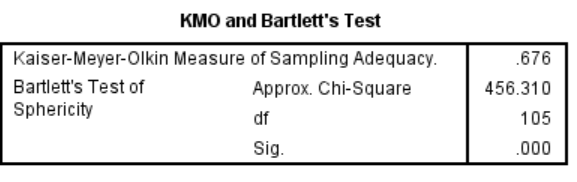 KMO and Bartlett's Test
Kaiser-Meyer-Olkin Measure of Sampling Adequacy. .676
Bartlett's Test of Sphericity Approx. Chi-Square 456.310
df 105
Sig. .000